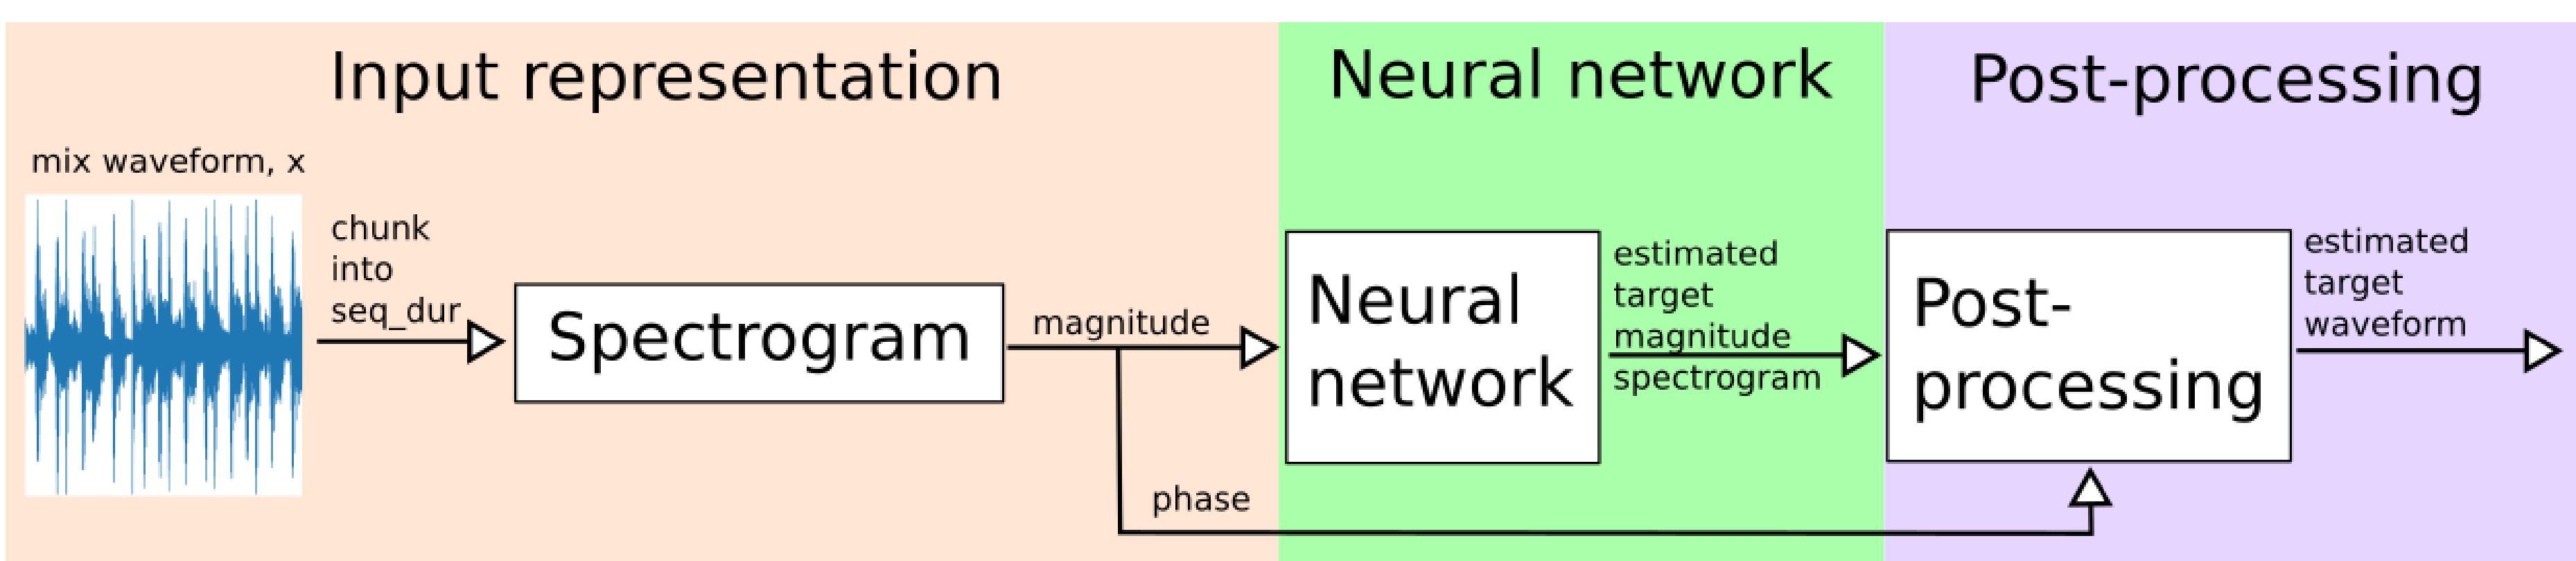 Input representation
Neural network
Post-processing
mix waveform, x
chunk
into
seq_dur
Spectrogram
magnitude
phase
Neural
network
estimated
target
magnitude
spectrogram
Post-
processing
estimated
target
waveform